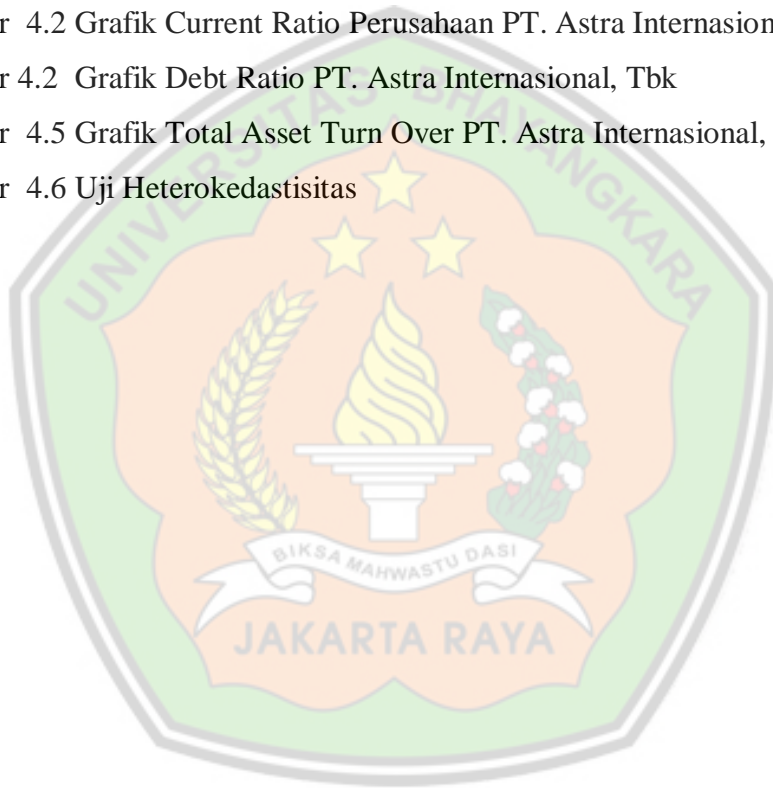 r 4.2 Grafik Current Ratio Perusahaan PT. Astra Internasion
r 4.2 Grafik Debt Ratio PT. Astra Internasional, Tbk
r 4.5 Grafik Total Asset Turn Over PT. Astra Internasional,
r 4.6 Uji Heterokedastisitas
UNIVERSITAS BHAYANGKARA
BIKSA MAHWASTU DASI
JAKARTA RAYA